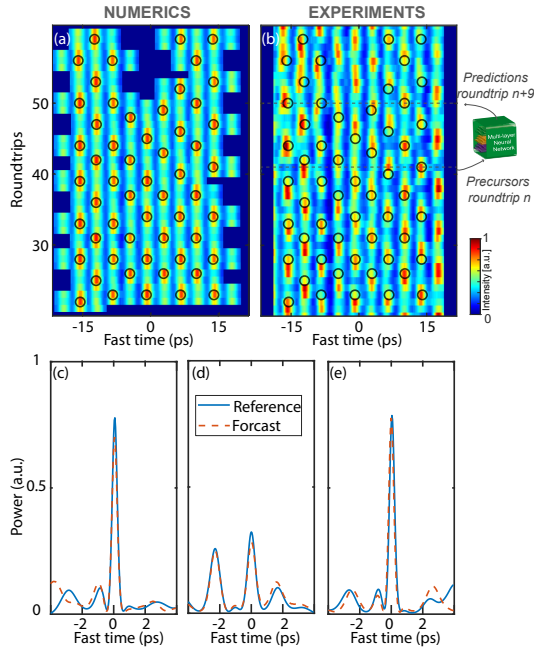 NUMERICS
EXPERIMENTS
(a)
(b)
Predictions
roundtrip n+9
Multi-layer
Neural
Network
Precursors
roundtrip n
Roundtrips
50
40
30
1
Intensity [a.u.]
0
-15
0
15
-15
0
15
Fast time (ps)
Fast time (ps)
1
(c)
(d)
(e)
Reference
Forcast
Power (a.u.)
0.5
0
-2
0
2
-2
0
2
-2
0
2
Fast time (ps)
Fast time (ps)
Fast time (ps)